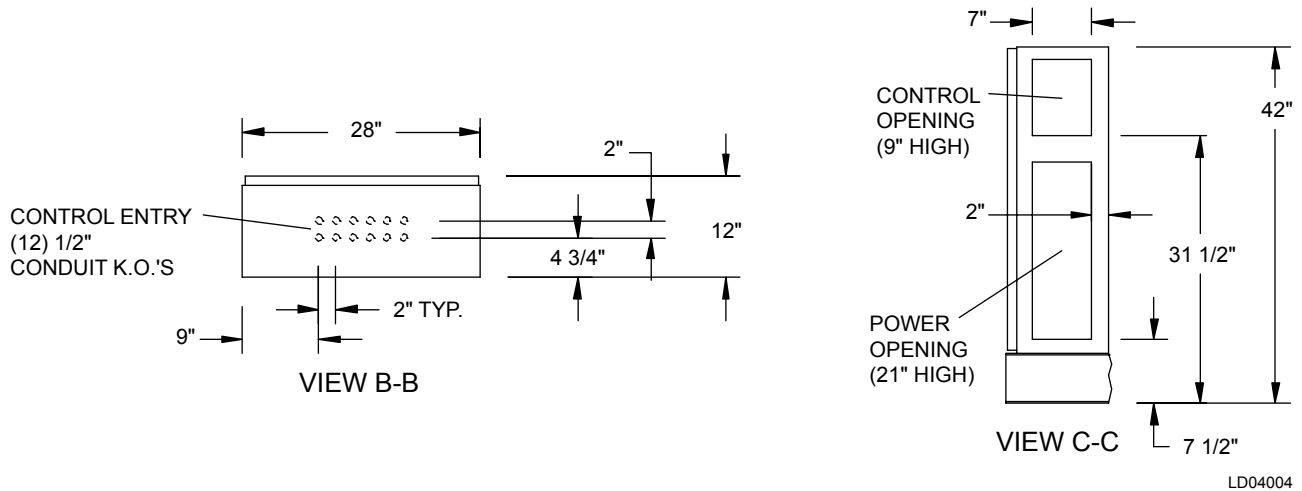 28"
2"
CONTROL ENTRY
(12) 1/2"
CONDUIT K.O.'S
12"
4 3/4"
2" TYP.
9"
VIEW B-B
7"
CONTROL
OPENING
(9" HIGH)
42"
2"
31 1/2"
POWER
OPENING
(21" HIGH)
VIEW C-C
7 1/2"
LD04004